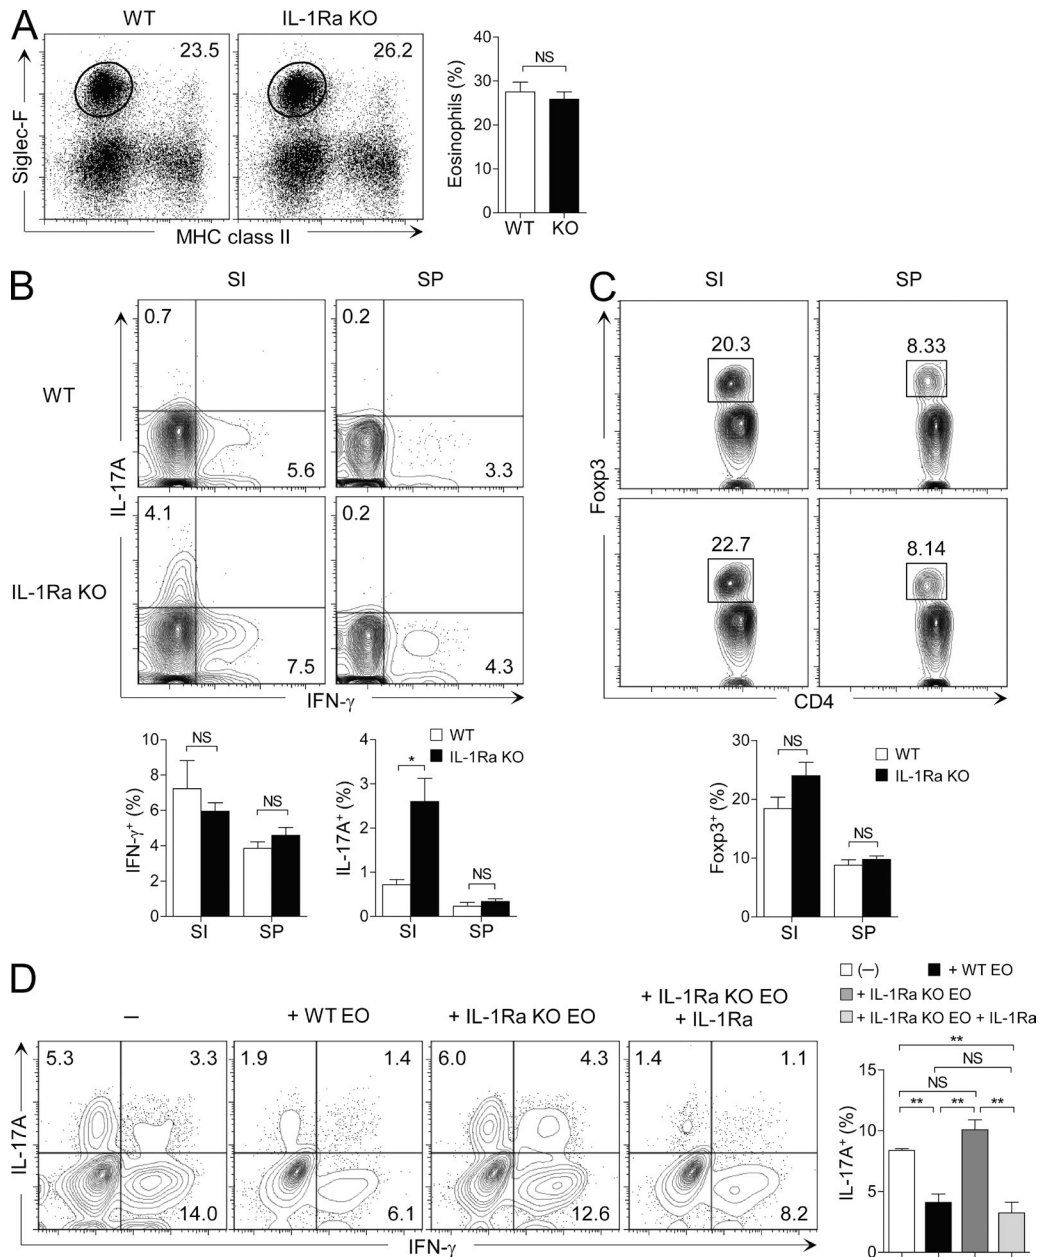 A
WT
IL-1Ra KO
23.5
26.2
Siglec-F
MHC class II
Eosinophils (%)
40
30
20
10
0
NS
WT
KO
B
SI
SP
WT
0.7
5.6
0.2
3.3
IL-17A
IL-1Ra KO
4.1
7.5
0.2
4.3
IFN-γ
IFN-γ+ (%)
10
8
6
4
2
0
NS
NS
SI
SP
IL-17A+ (%)
4
3
2
1
0
WT
IL-1Ra KO
*
NS
SI
SP
C
SI
SP
20.3
8.33
Foxp3
22.7
8.14
CD4
Foxp3+ (%)
30
20
10
0
NS
NS
WT
IL-1Ra KO
SI
SP
D
–
+ WT EO
+ IL-1Ra KO EO
+ IL-1Ra KO EO
+ IL-1Ra
5.3
3.3
14.0
1.9
1.4
6.1
6.0
4.3
12.6
1.4
1.1
8.2
IL-17A
IFN-γ
(–)
+ WT EO
+ IL-1Ra KO EO
+ IL-1Ra KO EO + IL-1Ra
IL-17A+ (%)
15
10
5
0
**
NS
NS
**
**
**